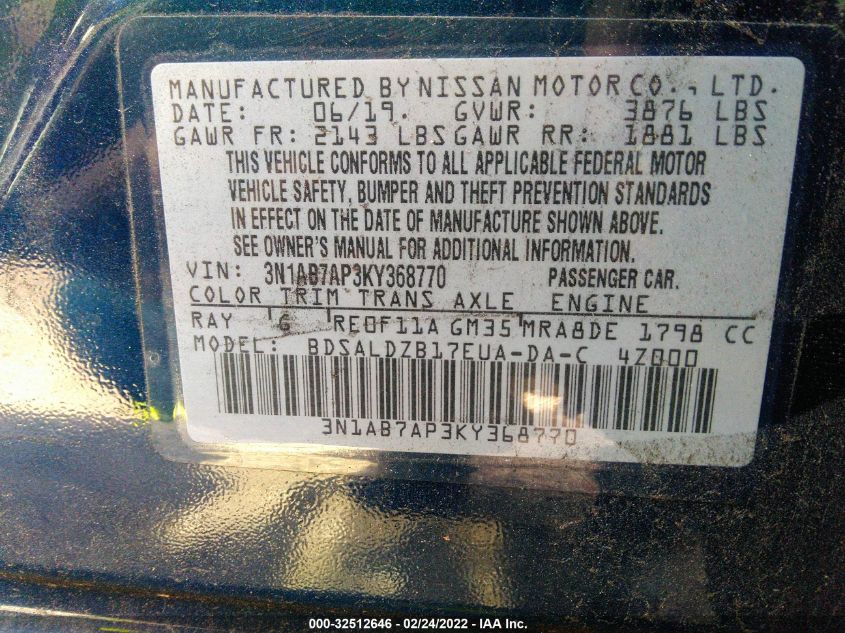 MANUFACTURED BY NISSAN MOTOR CO., LTD.
DATE: 06/19. GVWR: 3876 LBS
GAWR FR: 2143 LBS GAWR RR: 1881 LBS
THIS VEHICLE CONFORMS TO ALL APPLICABLE FEDERAL MOTOR
VEHICLE SAFETY, BUMPER AND THEFT PREVENTION STANDARDS
IN EFFECT ON THE DATE OF MANUFACTURE SHOWN ABOVE.
SEE OWNER'S MANUAL FOR ADDITIONAL INFORMATION.
VIN: 3N1AB7AP3KY368770 PASSENGER CAR.
COLOR TRIM TRANS AXLE ENGINE
RAY G RE0F11A GM35 MRA8DE 1798 CC
MODEL: BDSALDZB17EUA-DA-C 4Z000
3N1AB7AP3KY368770
000-32512646 - 02/24/2022 - IAA Inc.